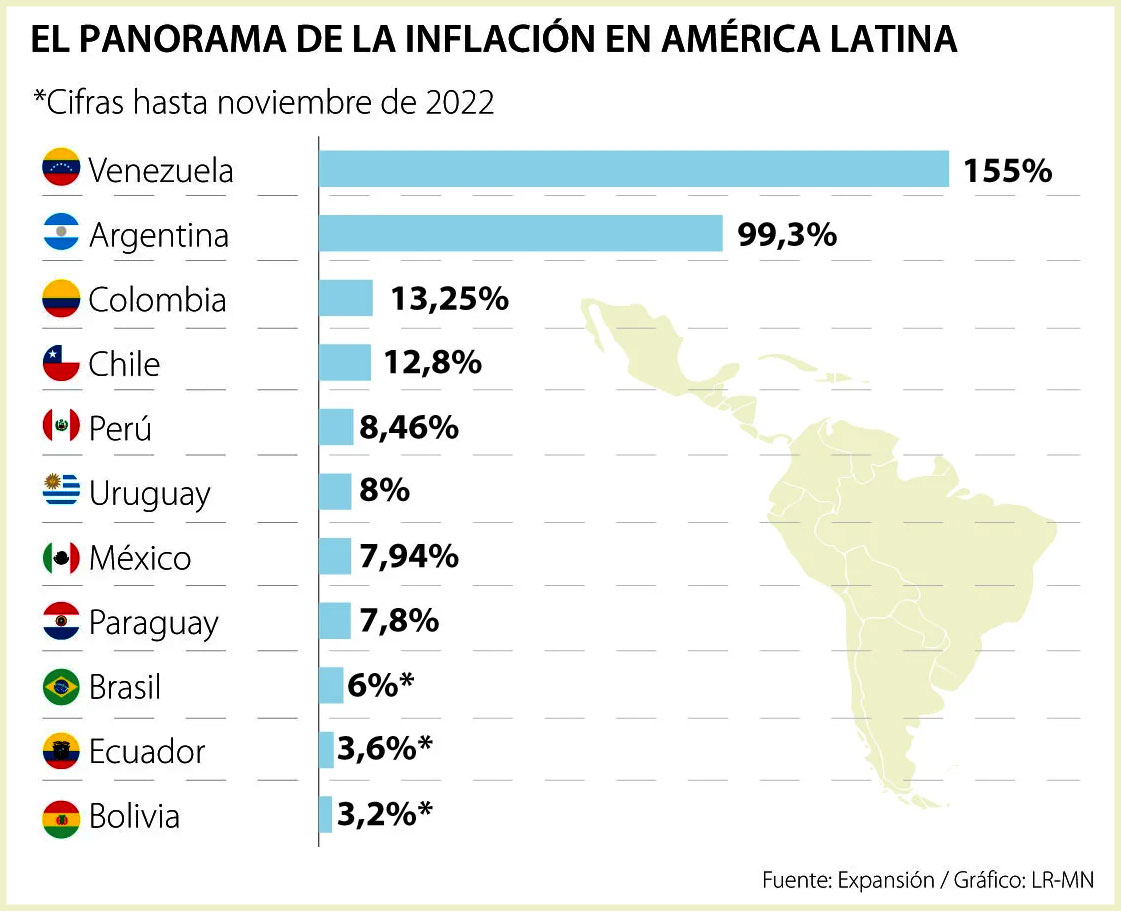 EL PANORAMA DE LA INFLACIÓN EN AMÉRICA LATINA
*Cifras hasta noviembre de 2022
Venezuela 155%
Argentina 99,3%
Colombia 13,25%
Chile 12,8%
Perú 8,46%
Uruguay 8%
México 7,94%
Paraguay 7,8%
Brasil 6%*
Ecuador 3,6%*
Bolivia 3,2%*
Fuente: Expansión / Gráfico: LR-MN